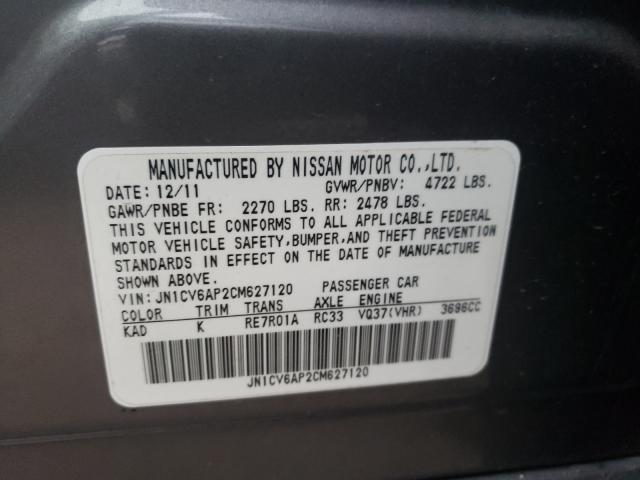 MANUFACTURED BY NISSAN MOTOR CO.,LTD.
DATE: 12/11 GVWR/PNBV: 4722 LBS.
GAWR/PNBE FR: 2270 LBS. RR: 2478 LBS.
THIS VEHICLE CONFORMS TO ALL APPLICABLE FEDERAL
MOTOR VEHICLE SAFETY,BUMPER,AND THEFT PREVENTION
STANDARDS IN EFFECT ON THE DATE OF MANUFACTURE
SHOWN ABOVE.
VIN: JN1CV6AP2CM627120 PASSENGER CAR
COLOR TRIM TRANS AXLE ENGINE
KAD K RE7R01A RC33 VQ37(VHR) 3696CC
JN1CV6AP2CM627120